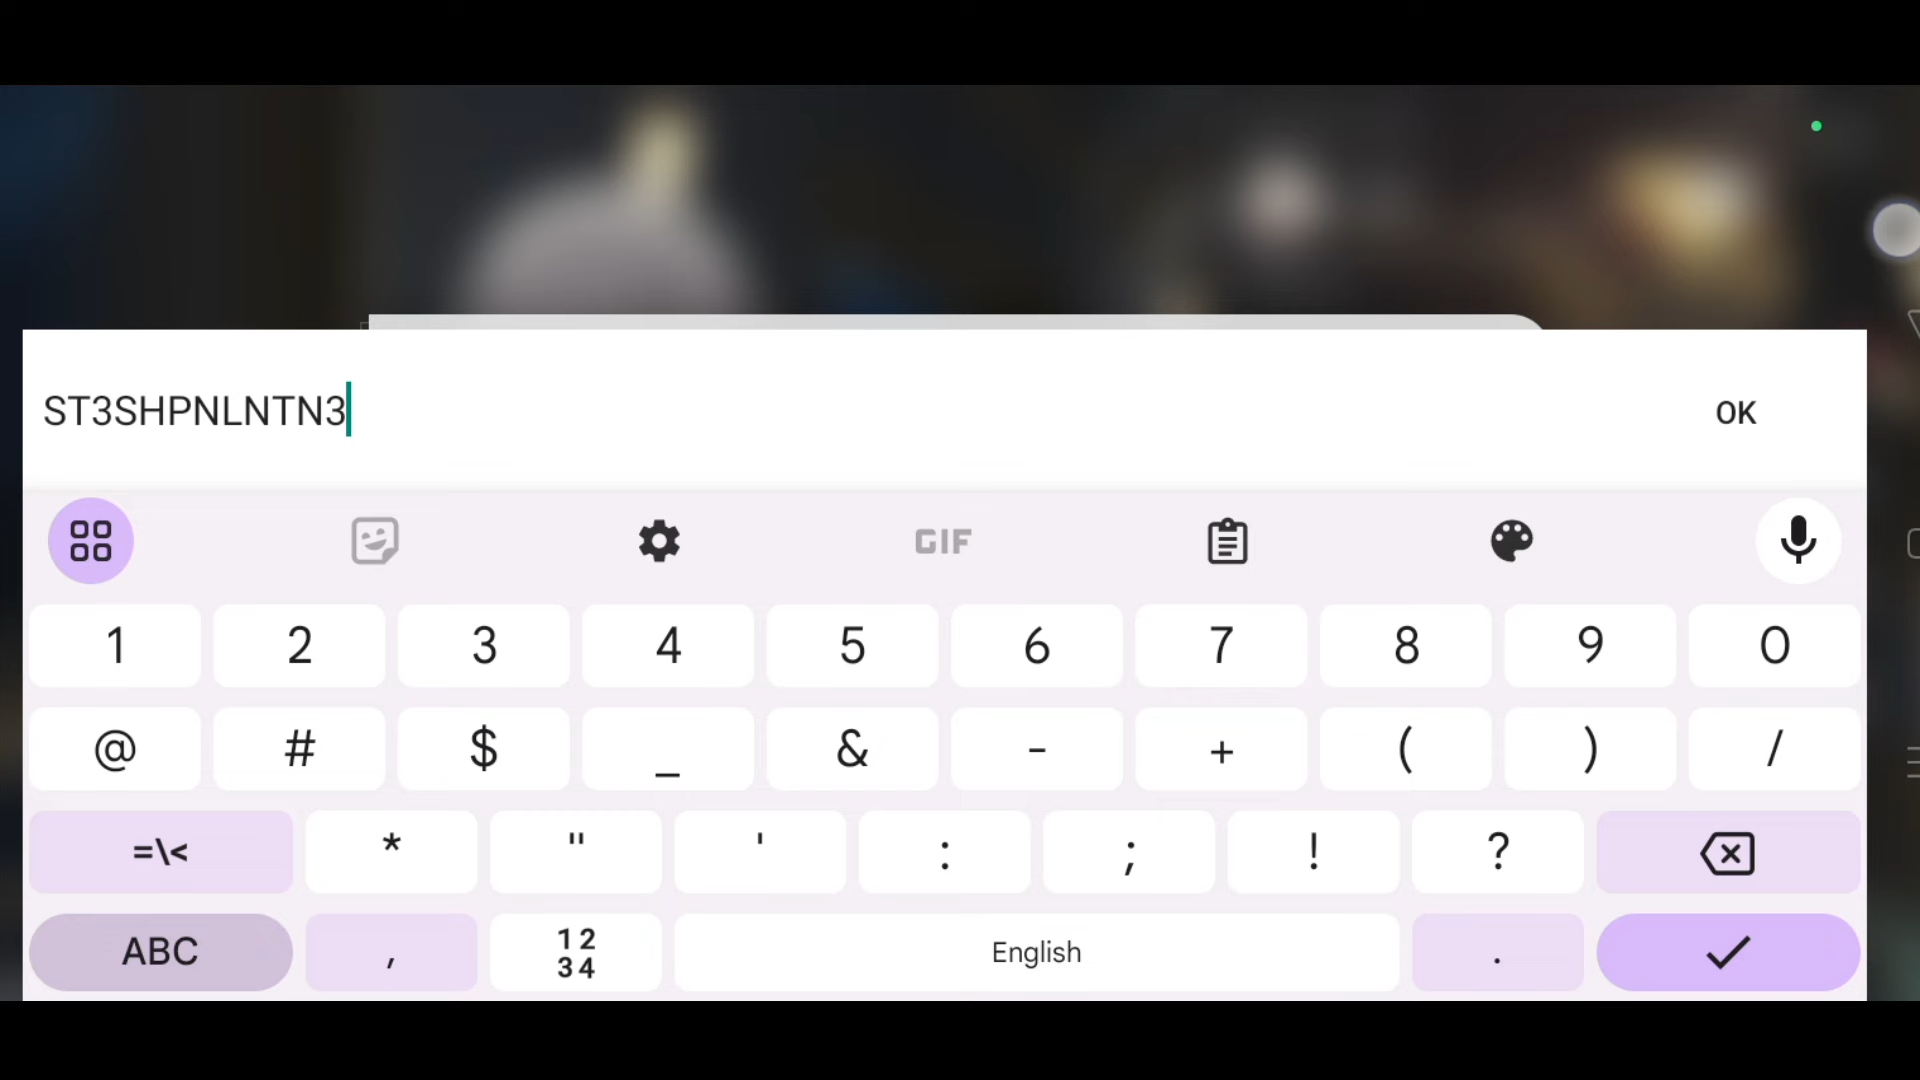 ST3SHPNLNTN3
OK
GIF
1 2 3 4 5 6 7 8 9 0
@ # $ _ & - + ( ) /
=\< * " ' : ; ! ?
ABC , 12 English .
34